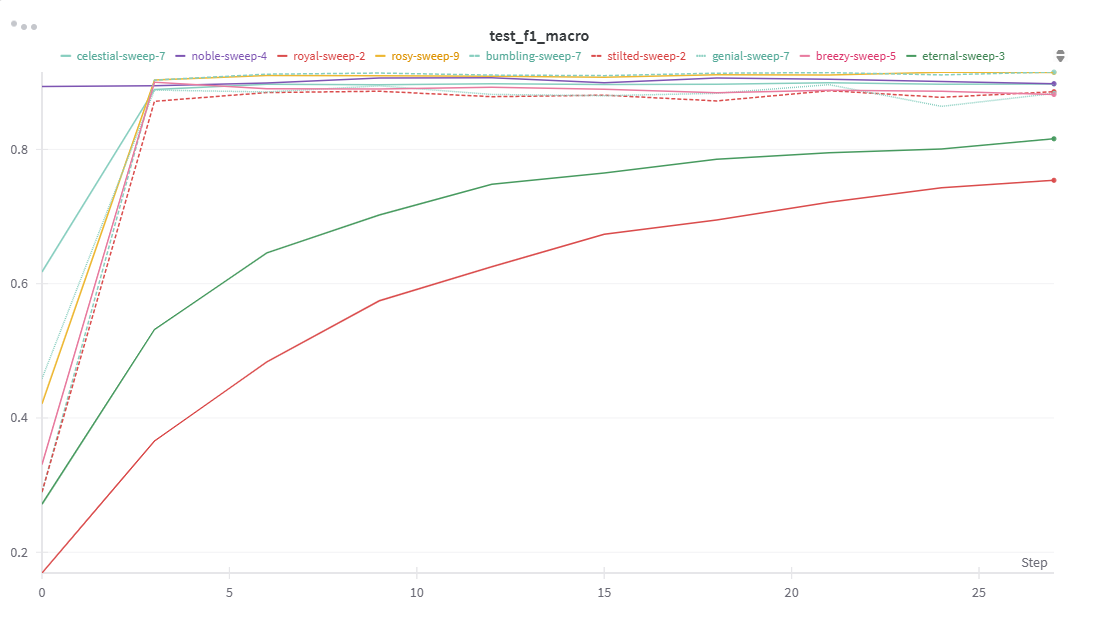 test_f1_macro
celestial-sweep-7 noble-sweep-4 royal-sweep-2 rosy-sweep-9 bumbling-sweep-7 stilted-sweep-2 genial-sweep-7 breezy-sweep-5 eternal-sweep-3
0.8
0.6
0.4
0.2
Step
0 5 10 15 20 25